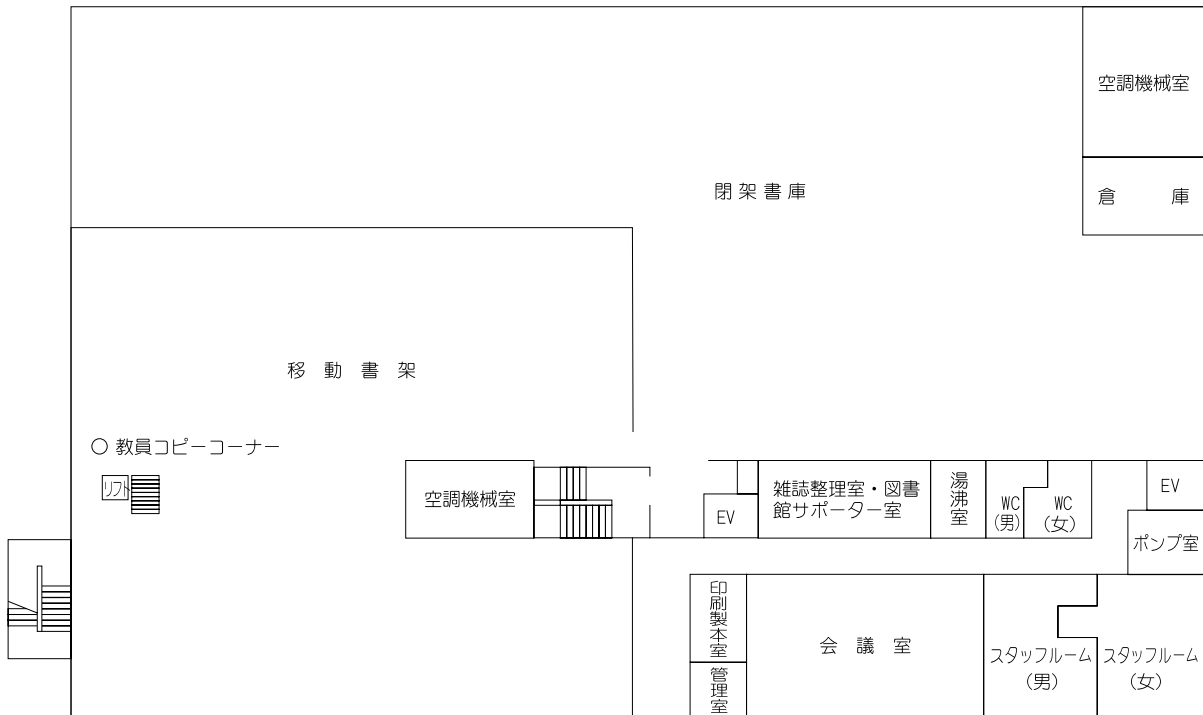 空調機械室
閉架書庫
倉 庫
移動書架
○ 教員コピーコーナー
リフト
空調機械室
EV
雑誌整理室・図書
館サポーター室
湯沸室
WC
(男)
WC
(女)
EV
ポンプ室
印刷製本室
管理室
会議室
スタッフルーム
(男)
スタッフルーム
(女)